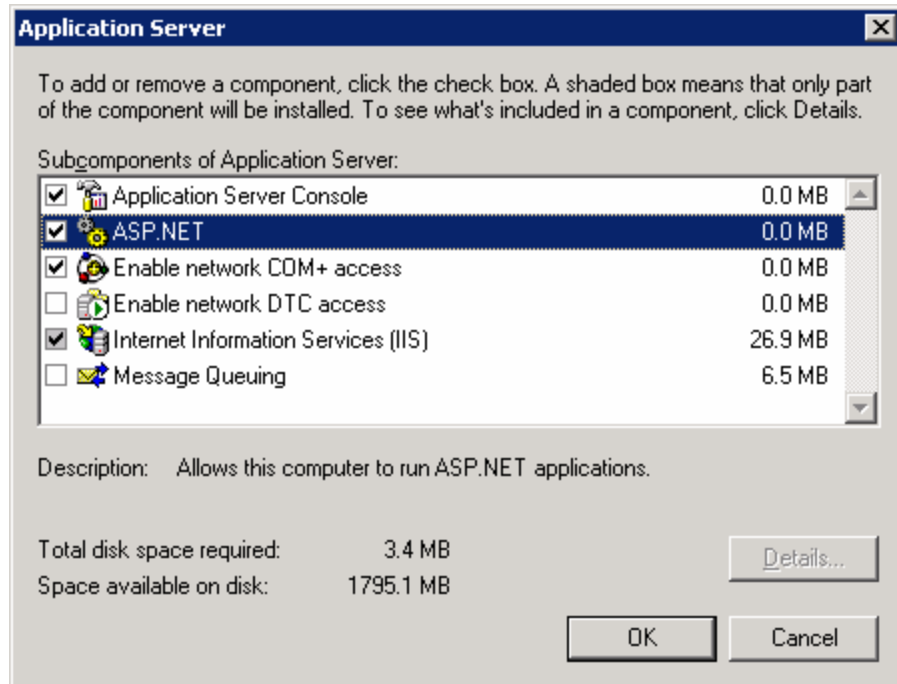 Application Server
To add or remove a component, click the check box. A shaded box means that only part
of the component will be installed. To see what's included in a component, click Details.
Subcomponents of Application Server:
Application Server Console 0.0 MB
ASP.NET 0.0 MB
Enable network COM+ access 0.0 MB
Enable network DTC access 0.0 MB
Internet Information Services (IIS) 26.9 MB
Message Queuing 6.5 MB
Description: Allows this computer to run ASP.NET applications.
Total disk space required: 3.4 MB
Details...
Space available on disk: 1795.1 MB
OK Cancel